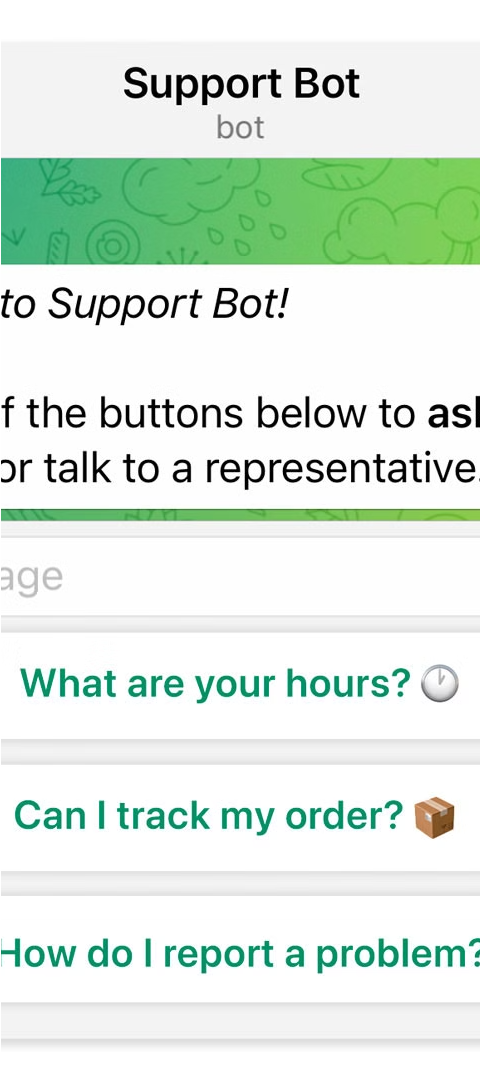 Support Bot
bot
to Support Bot!
f the buttons below to
or talk to a representative.
What are your hours? 🕐
Can I track my order? 📦
How do I report a problem?